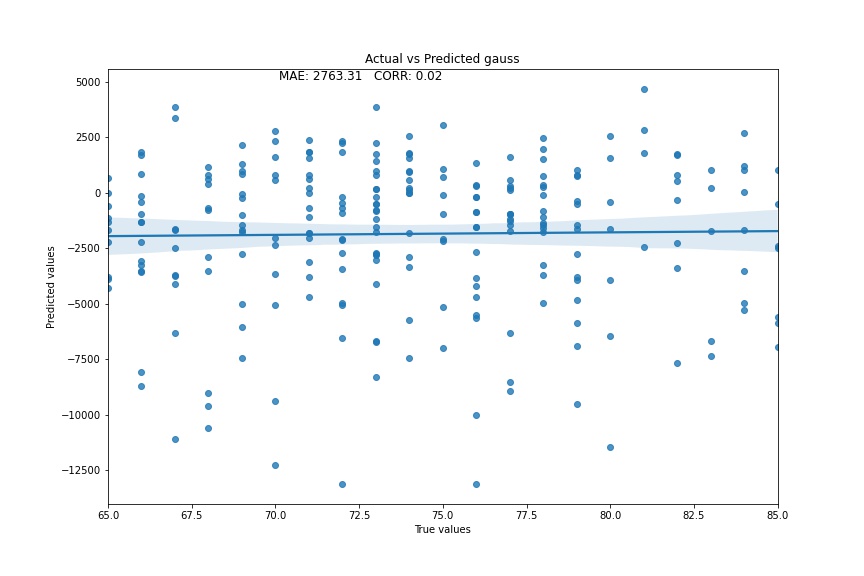 Actual vs Predicted gauss
MAE: 2763.31 CORR: 0.02
5000
2500
0
−2500
−5000
−7500
−10000
−12500
Predicted values
65.0 67.5 70.0 72.5 75.0 77.5 80.0 82.5 85.0
True values